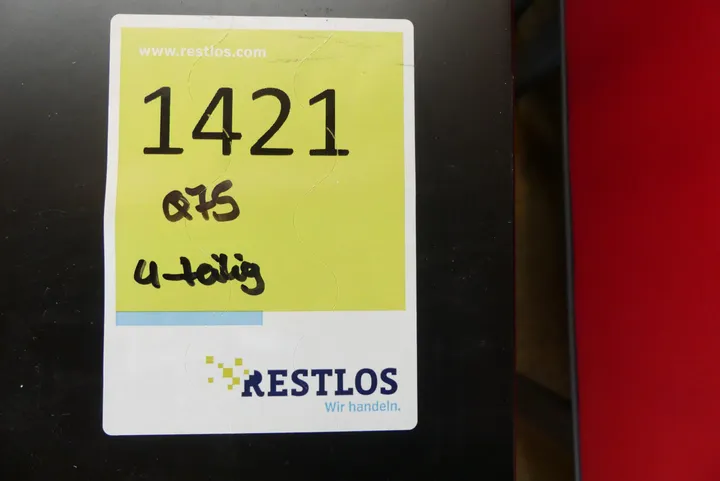 www.restlos.com
1421
Q75
4-teilig
RESTLOS
Wir handeln.